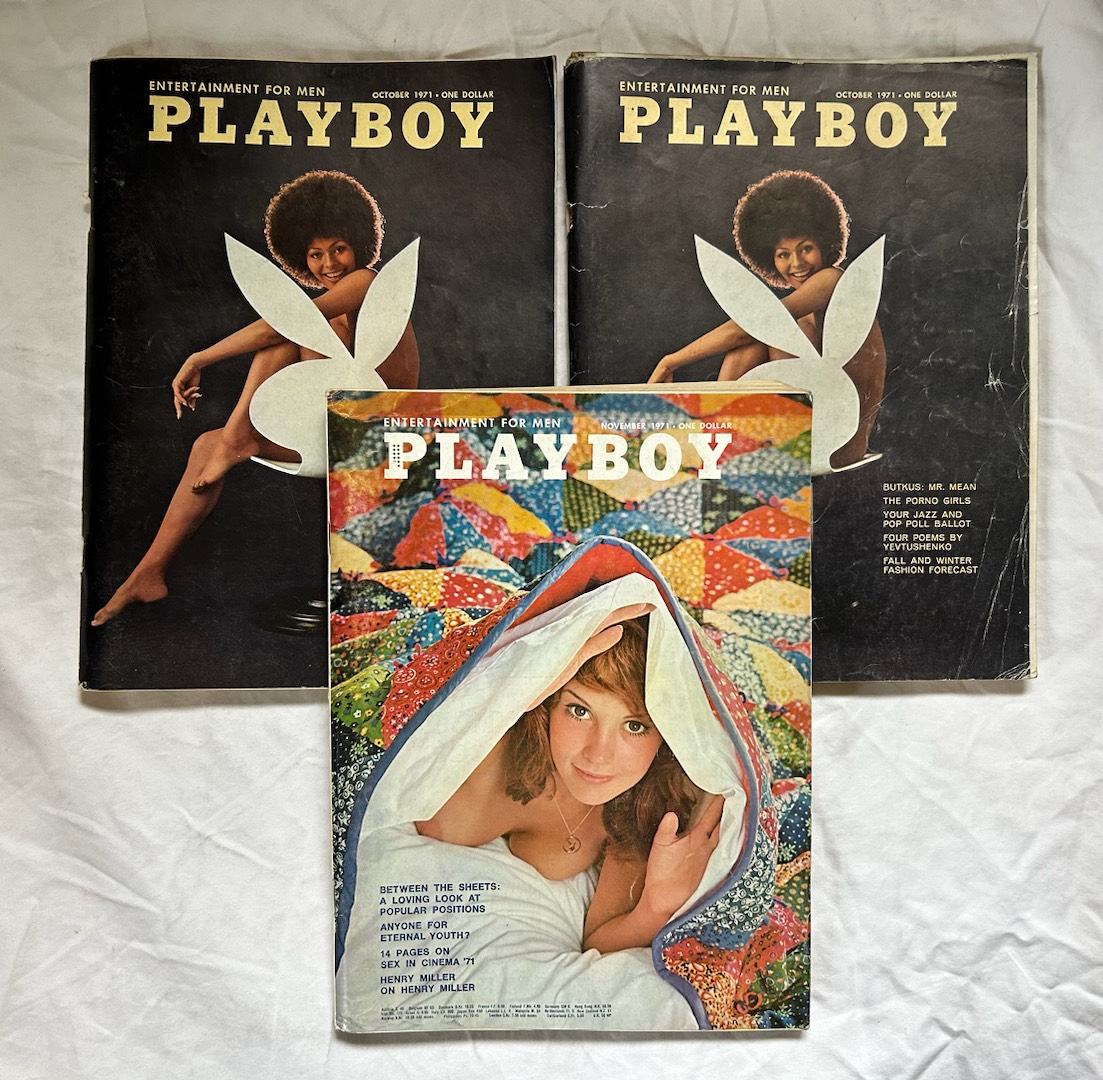 ENTERTAINMENT FOR MEN
OCTOBER 1971 • ONE DOLLAR
PLAYBOY
ENTERTAINMENT FOR MEN
OCTOBER 1971 • ONE DOLLAR
PLAYBOY
BUTKUS: MR. MEAN
THE PORNO GIRLS
YOUR JAZZ AND
POP POLL BALLOT
FOUR POEMS BY
YEVTUSHENKO
FALL AND WINTER
FASHION FORECAST
ENTERTAINMENT FOR MEN
NOVEMBER 1971 • ONE DOLLAR
PLAYBOY
BETWEEN THE SHEETS:
A LOVING LOOK AT
POPULAR POSITIONS
ANYONE FOR
ETERNAL YOUTH?
14 PAGES ON
SEX IN CINEMA '71
HENRY MILLER
ON HENRY MILLER